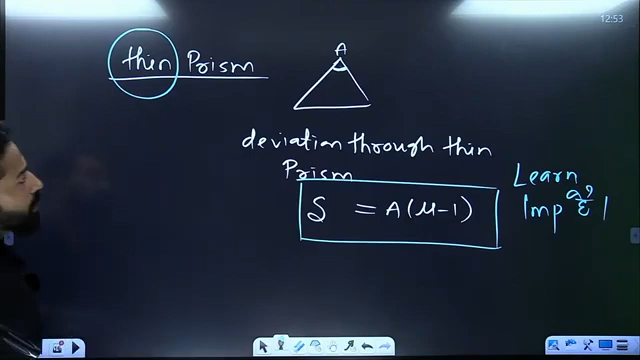 12:53
thin Prism
A
deviation through thin
Prism
δ = A(μ-1)
Learn
Imp है।